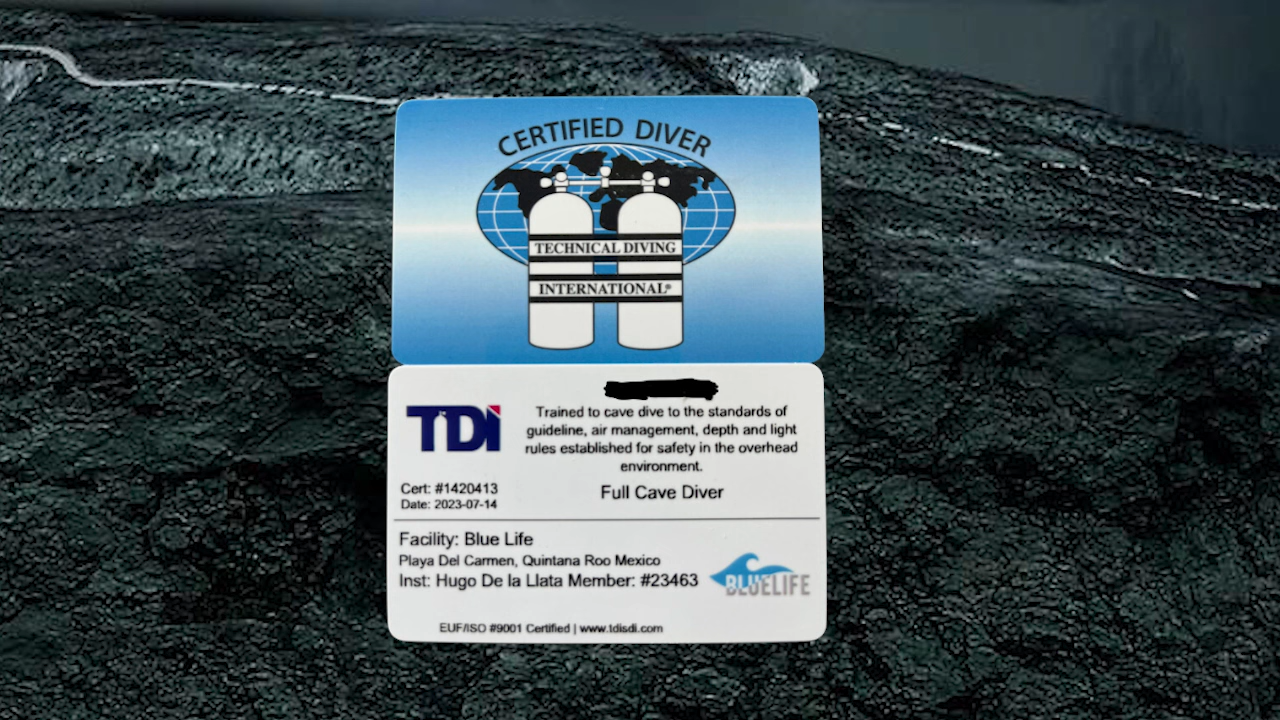 CERTIFIED DIVER
TECHNICAL DIVING
INTERNATIONAL®
TDI
Trained to cave dive to the standards of
guideline, air management, depth and light
rules established for safety in the overhead
environment.
Cert: #1420413
Date: 2023-07-14
Full Cave Diver
Facility: Blue Life
Playa Del Carmen, Quintana Roo Mexico
Inst: Hugo De la Llata Member: #23463
BLUELIFE
EUF/ISO #9001 Certified | www.tdisdi.com